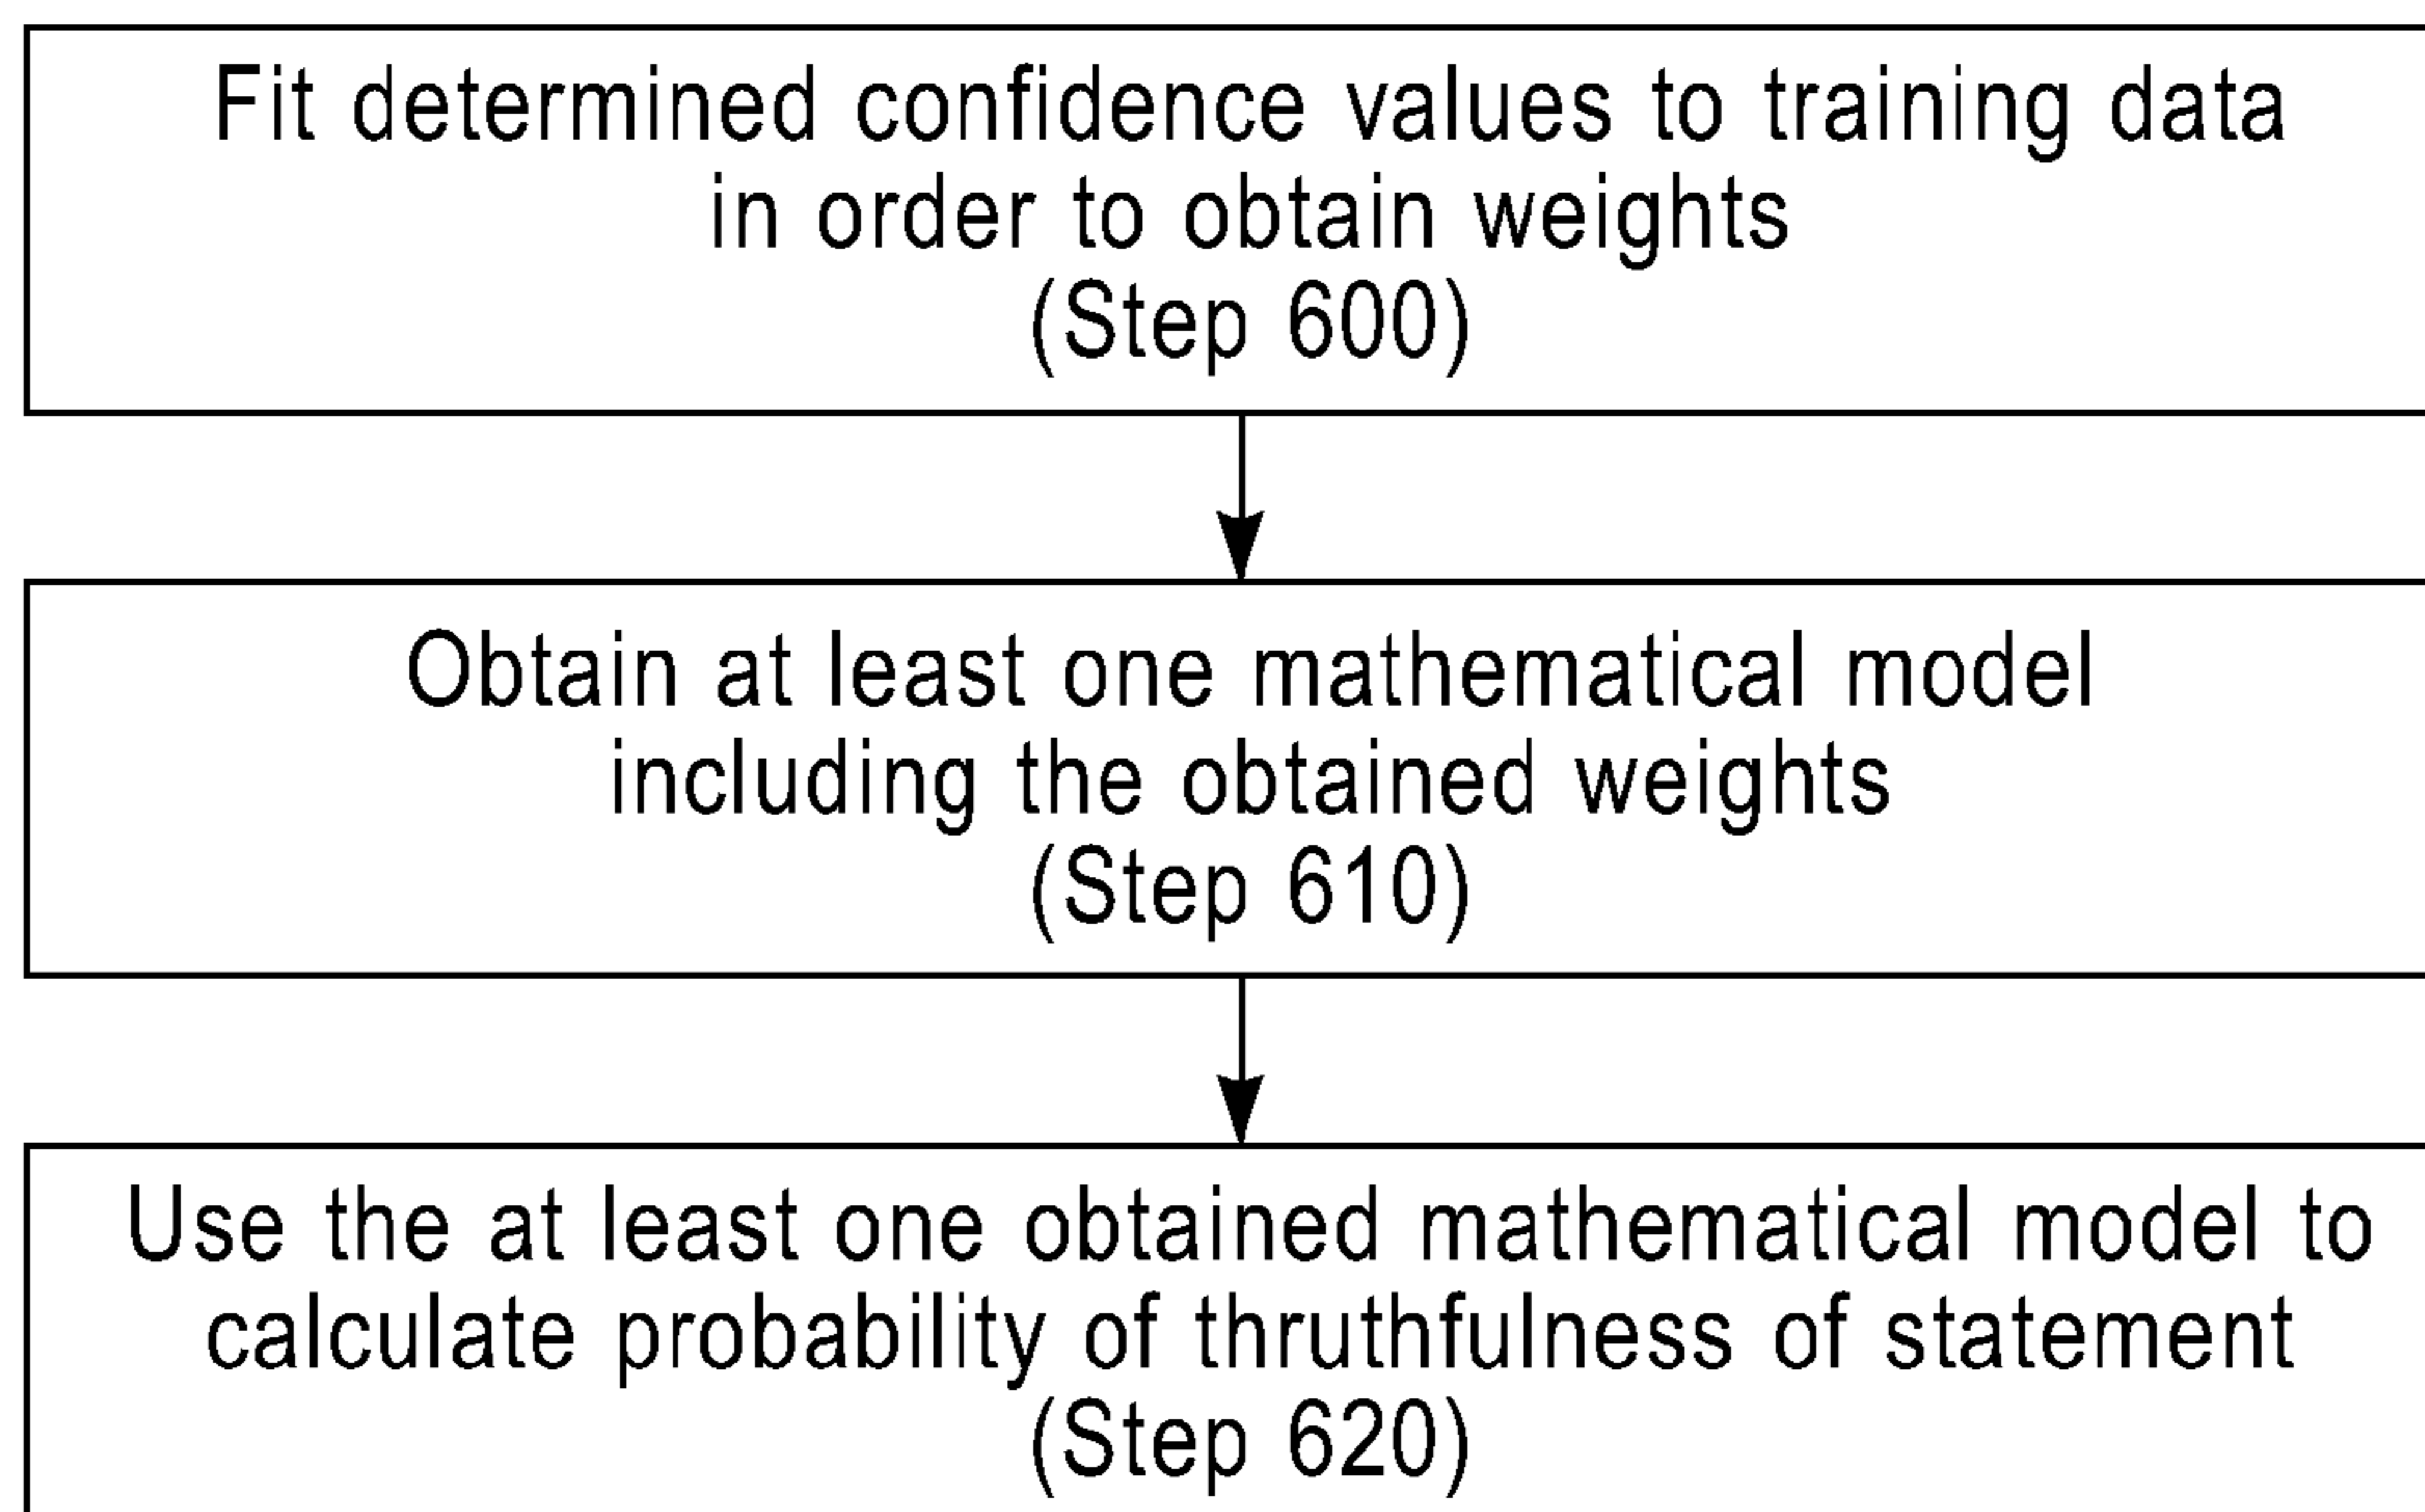 Fit determined confidence values to training data
in order to obtain weights
(Step 600)
Obtain at least one mathematical model
including the obtained weights
(Step 610)
Use the at least one obtained mathematical model to
calculate probability of thruthfulness of statement
(Step 620)